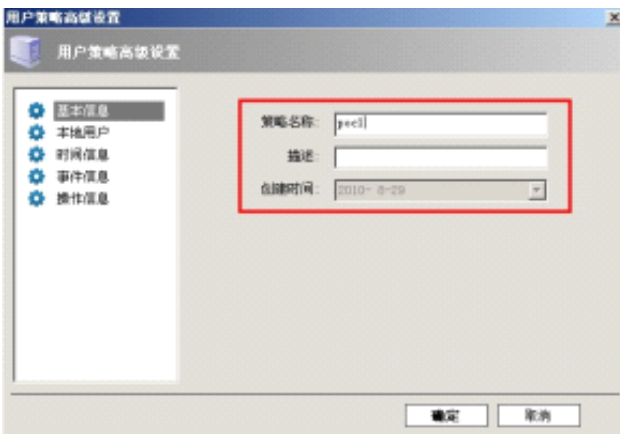 用户策略高级设置
用户策略高级设置
基本信息
本地用户
时间信息
事件信息
操作信息
策略名称:
描述:
创建时间: 2010- 8-29
确定 取消